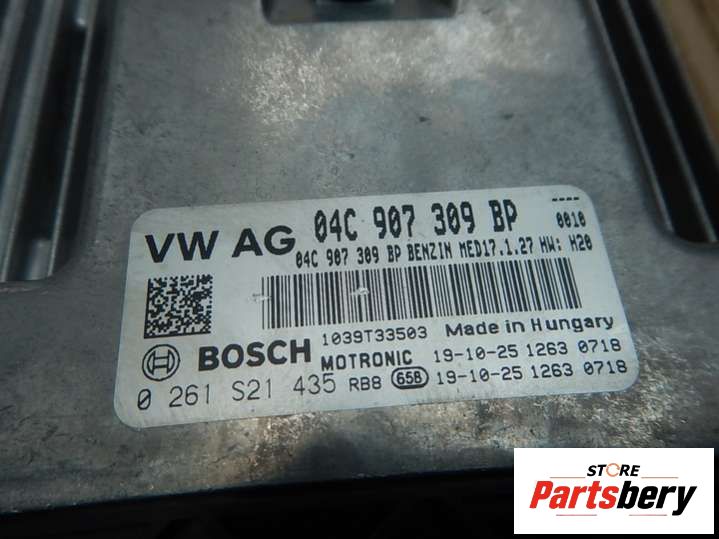 VW AG 04C 907 309 BP
----
0010
04C 907 309 BP BENZIN MED17.1.27 HW: H20
1039T33503 Made in Hungary
BOSCH MOTRONIC 19-10-25 1263 0718
0 261 S21 435 RB8 65B 19-10-25 1263 0718
STORE
Partsbery